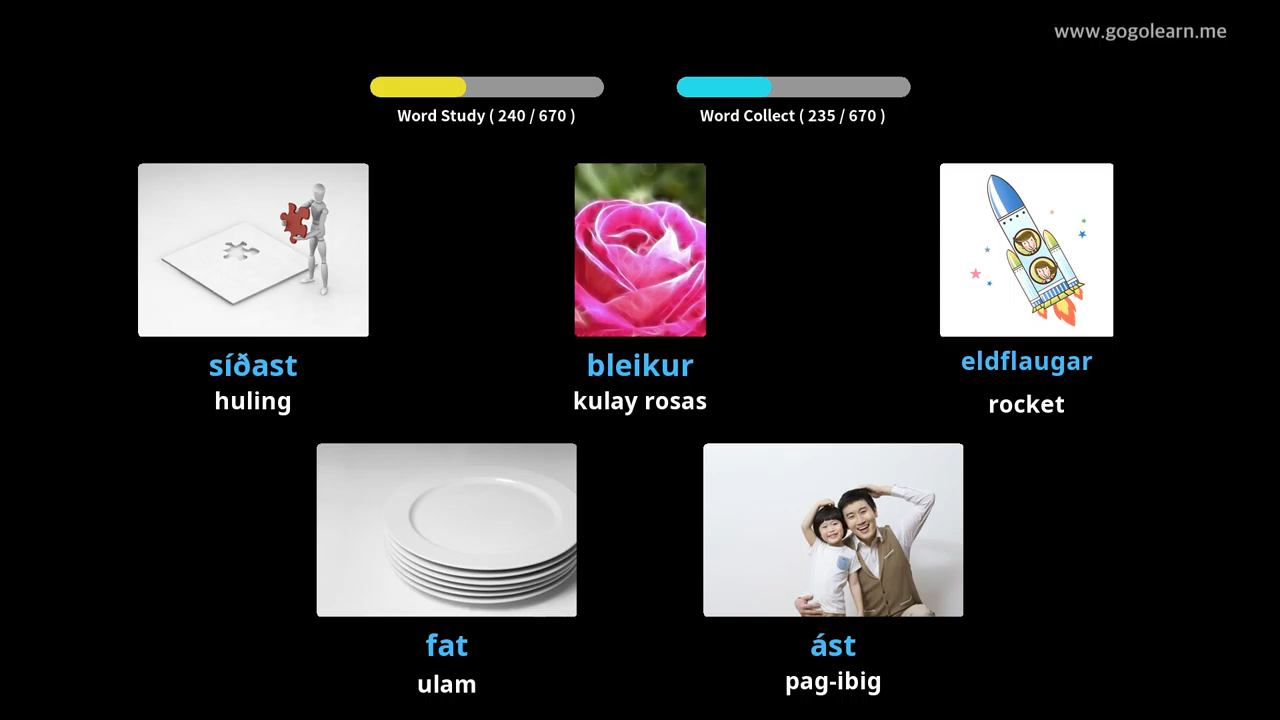 www.gogolearn.me
Word Study ( 240 / 670 )
Word Collect ( 235 / 670 )
síðast
huling
bleikur
kulay rosas
eldflaugar
rocket
fat
ulam
ást
pag-ibig